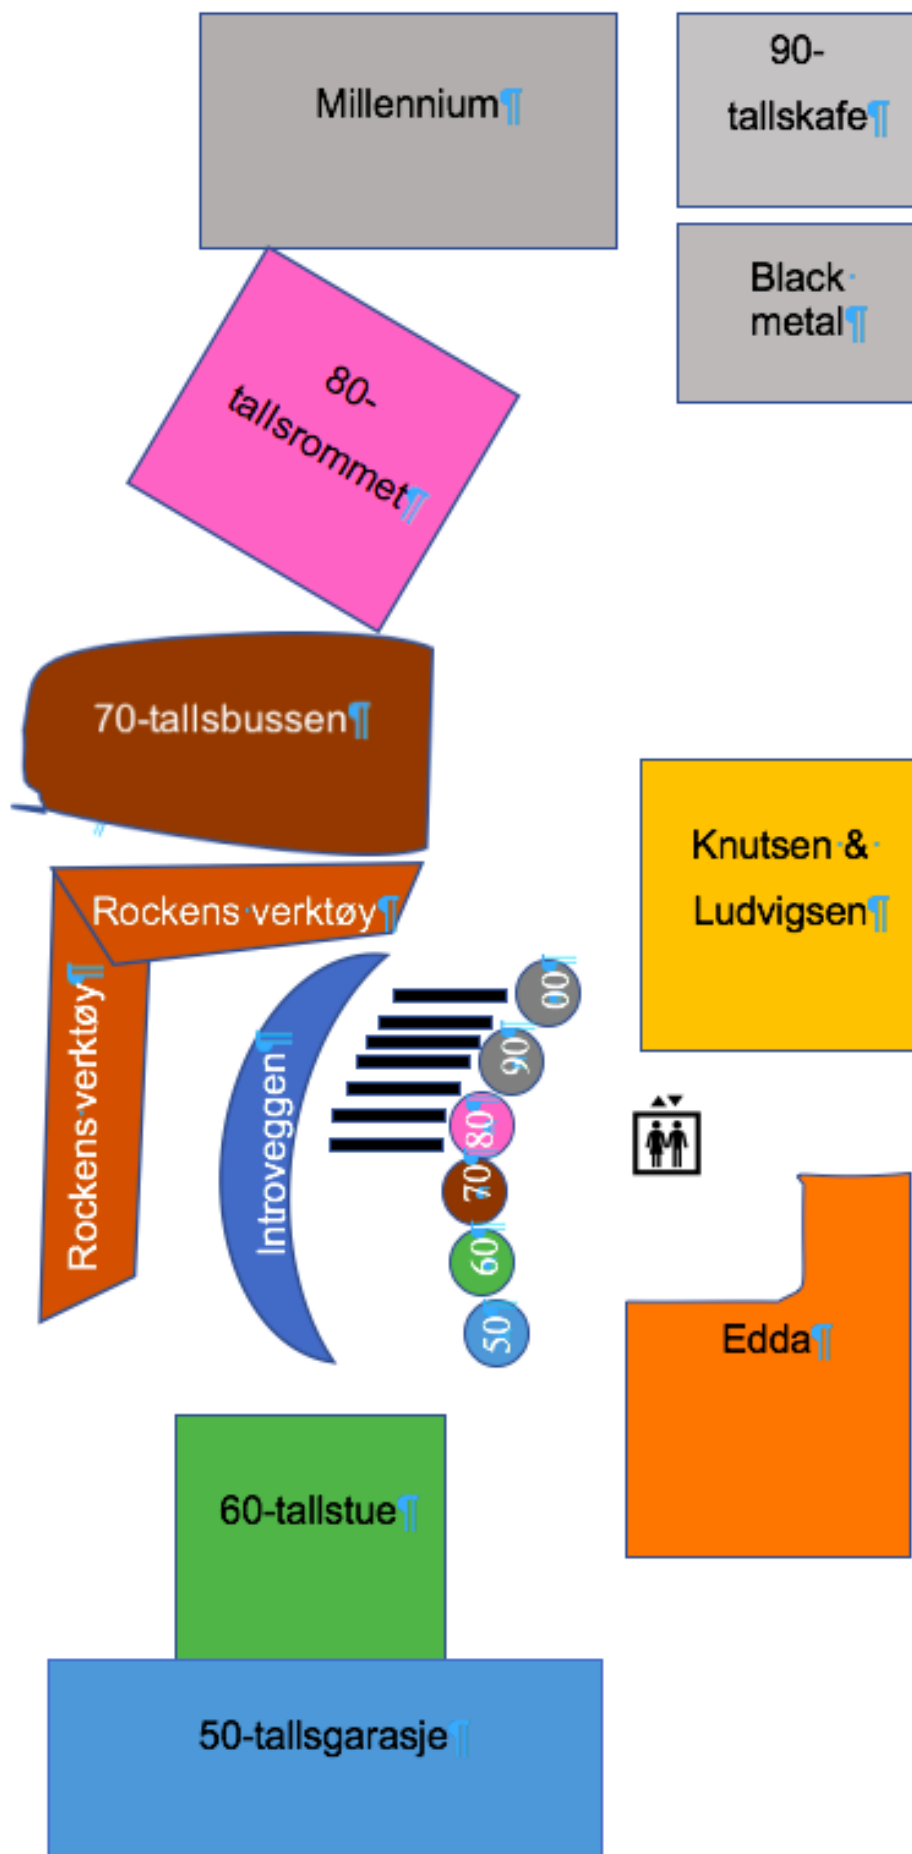 Millennium¶
90-
tallskafe¶
Black·
metal¶
80-
tallsrommet¶
70-tallsbussen¶
Knutsen·&·
Ludvigsen¶
Rockens·verktøy¶
Rockens·verktøy¶
Introveggen¶
00¶
90¶
80¶
70¶
60¶
50¶
Edda¶
60-tallstue¶
50-tallsgarasje¶